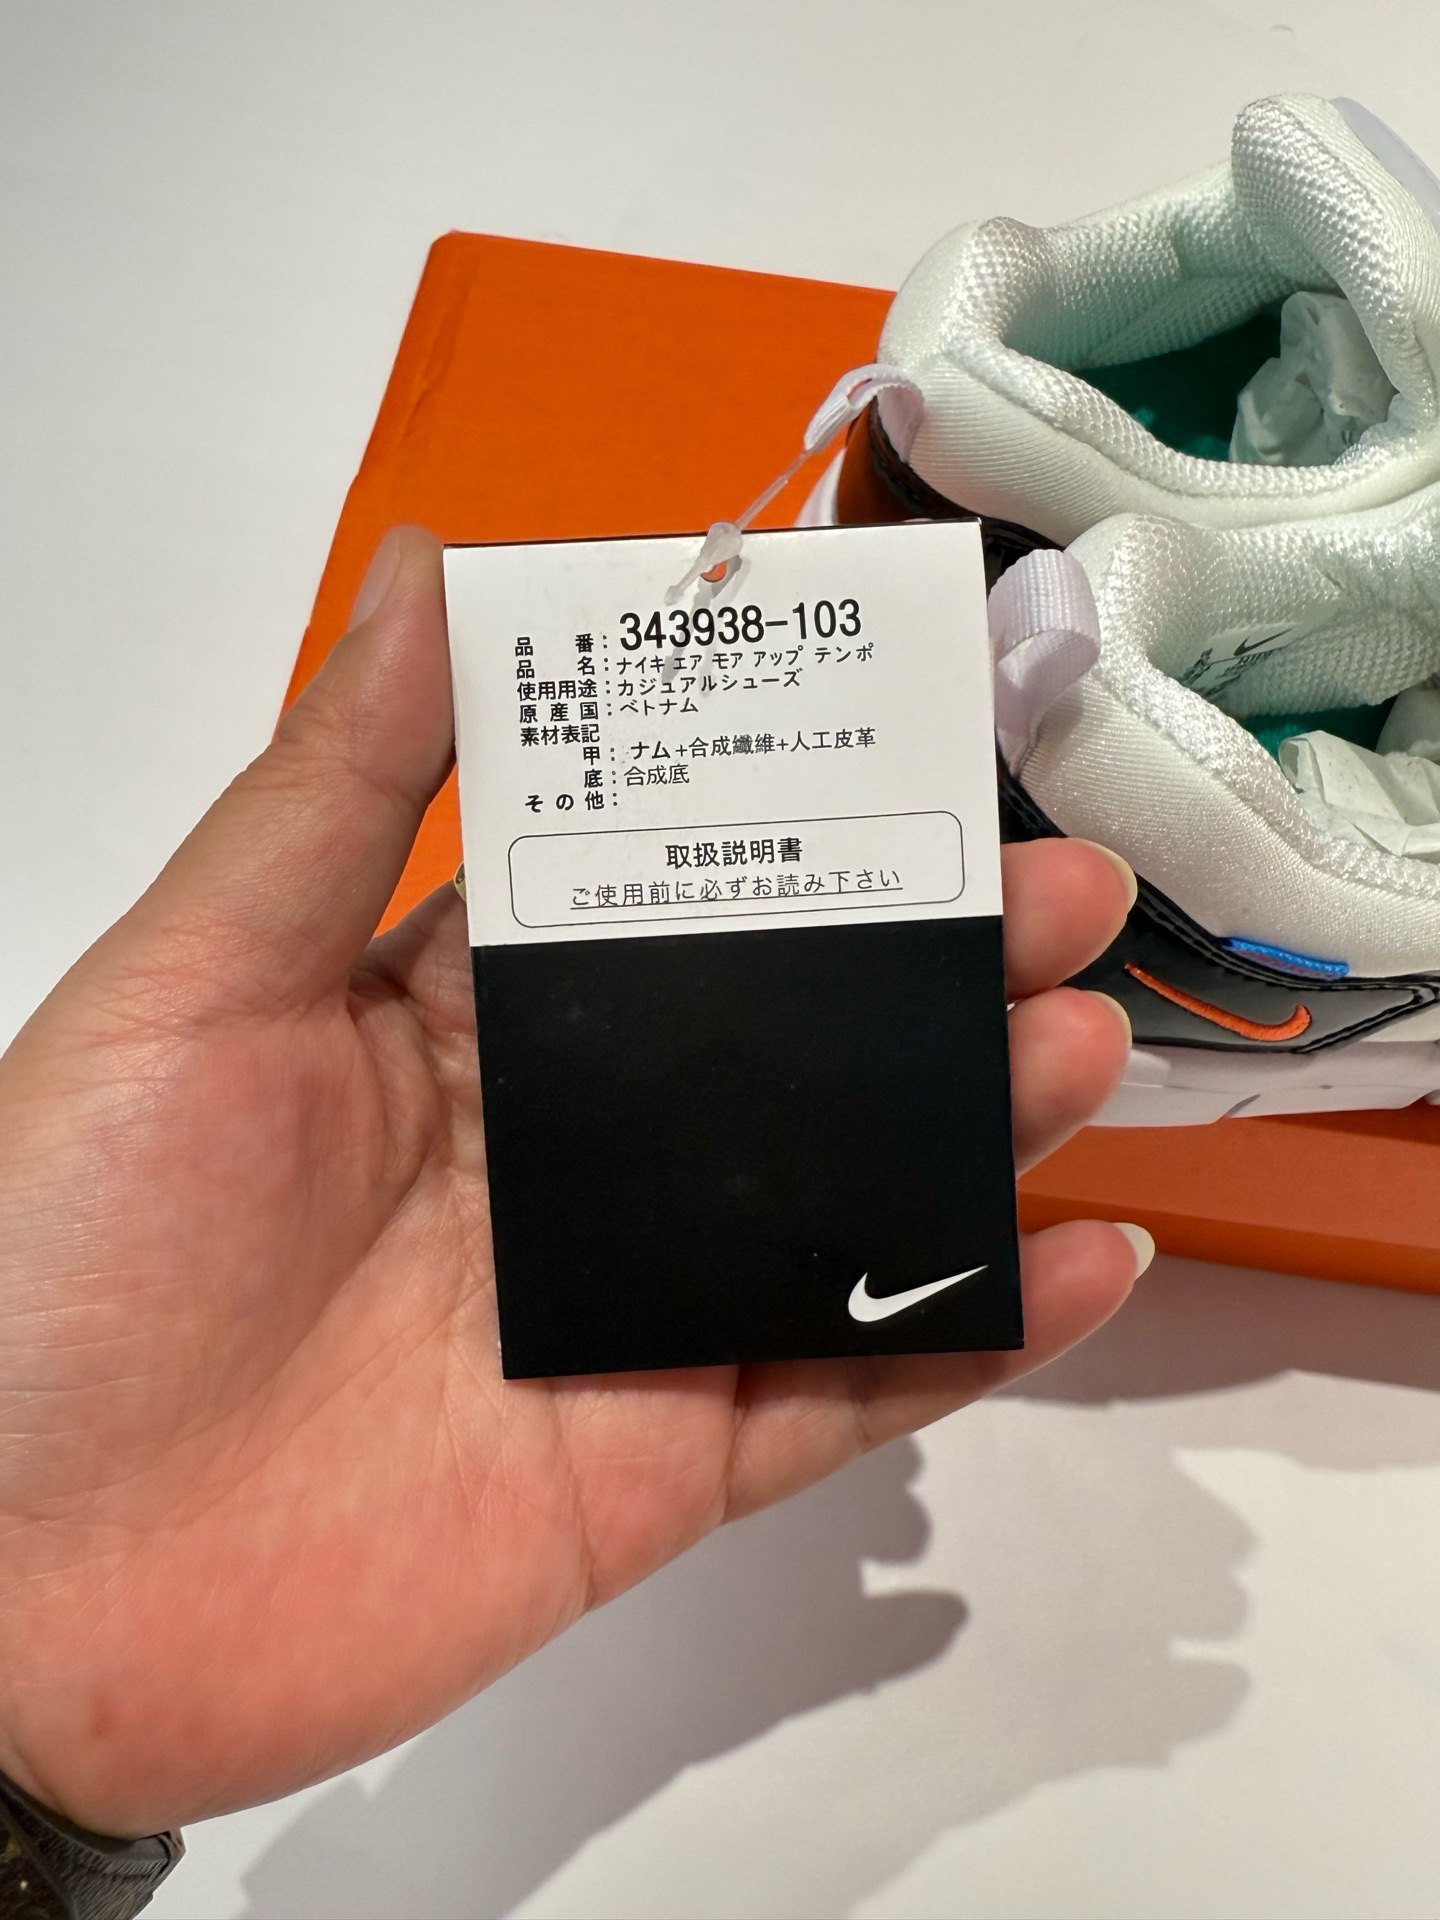 品番：343938-103
品名：ナイキ エア モア アップ テンポ
使用用途：カジュアルシューズ
原産国：ベトナム
素材表記
甲： ナム+合成繊維+人工皮革
底：合成底
その他：
取扱説明書
ご使用前に必ずお読み下さい